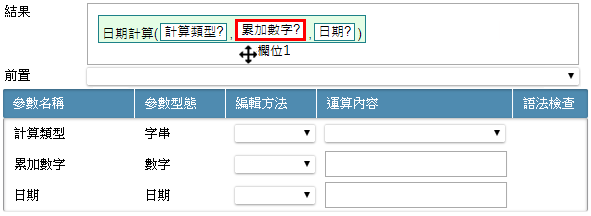 結果
日期計算( 計算類型? , 累加數字? , 日期? )
欄位1
前置
參數名稱 參數型態 編輯方法 運算內容 語法檢查
計算類型 字串
累加數字 數字
日期 日期